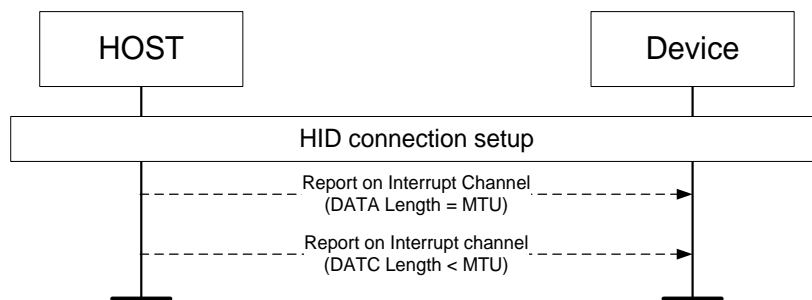 HOST
Device
HID connection setup
Report on Interrupt Channel
(DATA Length = MTU)
Report on Interrupt channel
(DATC Length < MTU)